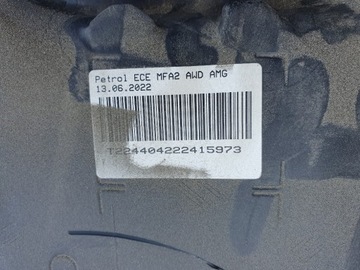 Petrol ECE MFA2 AWD AMG
13.06.2022
T224404222415973